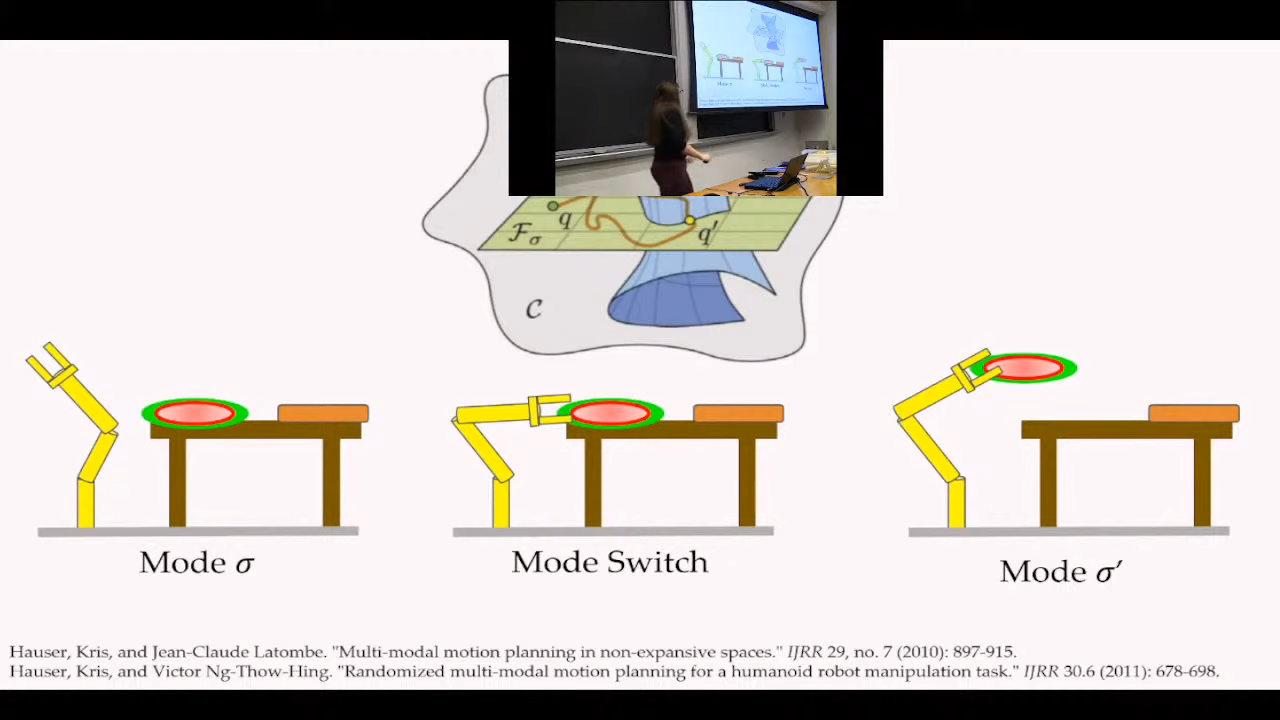 q
q′
ℱσ
𝒞
Mode σ
Mode Switch
Mode σ′
Hauser, Kris, and Jean-Claude Latombe. "Multi-modal motion planning in non-expansive spaces." IJRR 29, no. 7 (2010): 897-915.
Hauser, Kris, and Victor Ng-Thow-Hing. "Randomized multi-modal motion planning for a humanoid robot manipulation task." IJRR 30.6 (2011): 678-698.